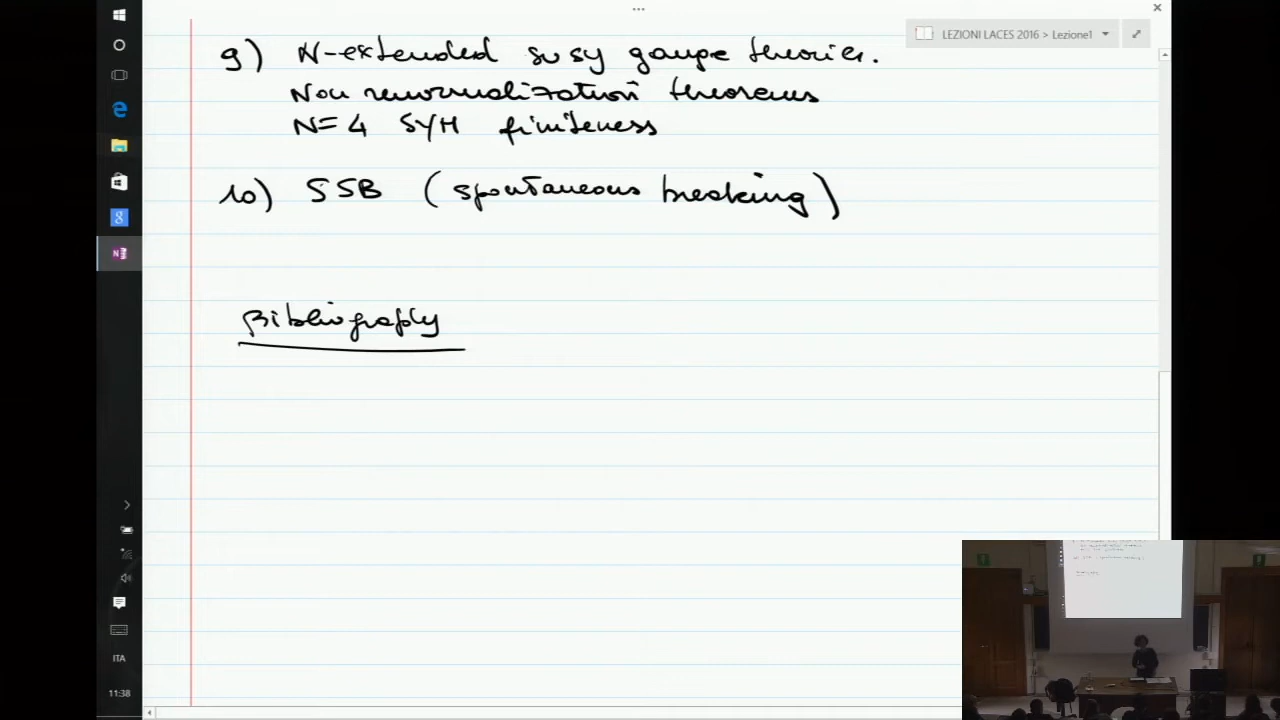 LEZIONI LACES 2016 > Lezione1
9) N-extended susy gauge theories.
Non renormalization theorems
N=4 SYM finiteness
10) SSB (spontaneous breaking)
Bibliography
ITA
11:38